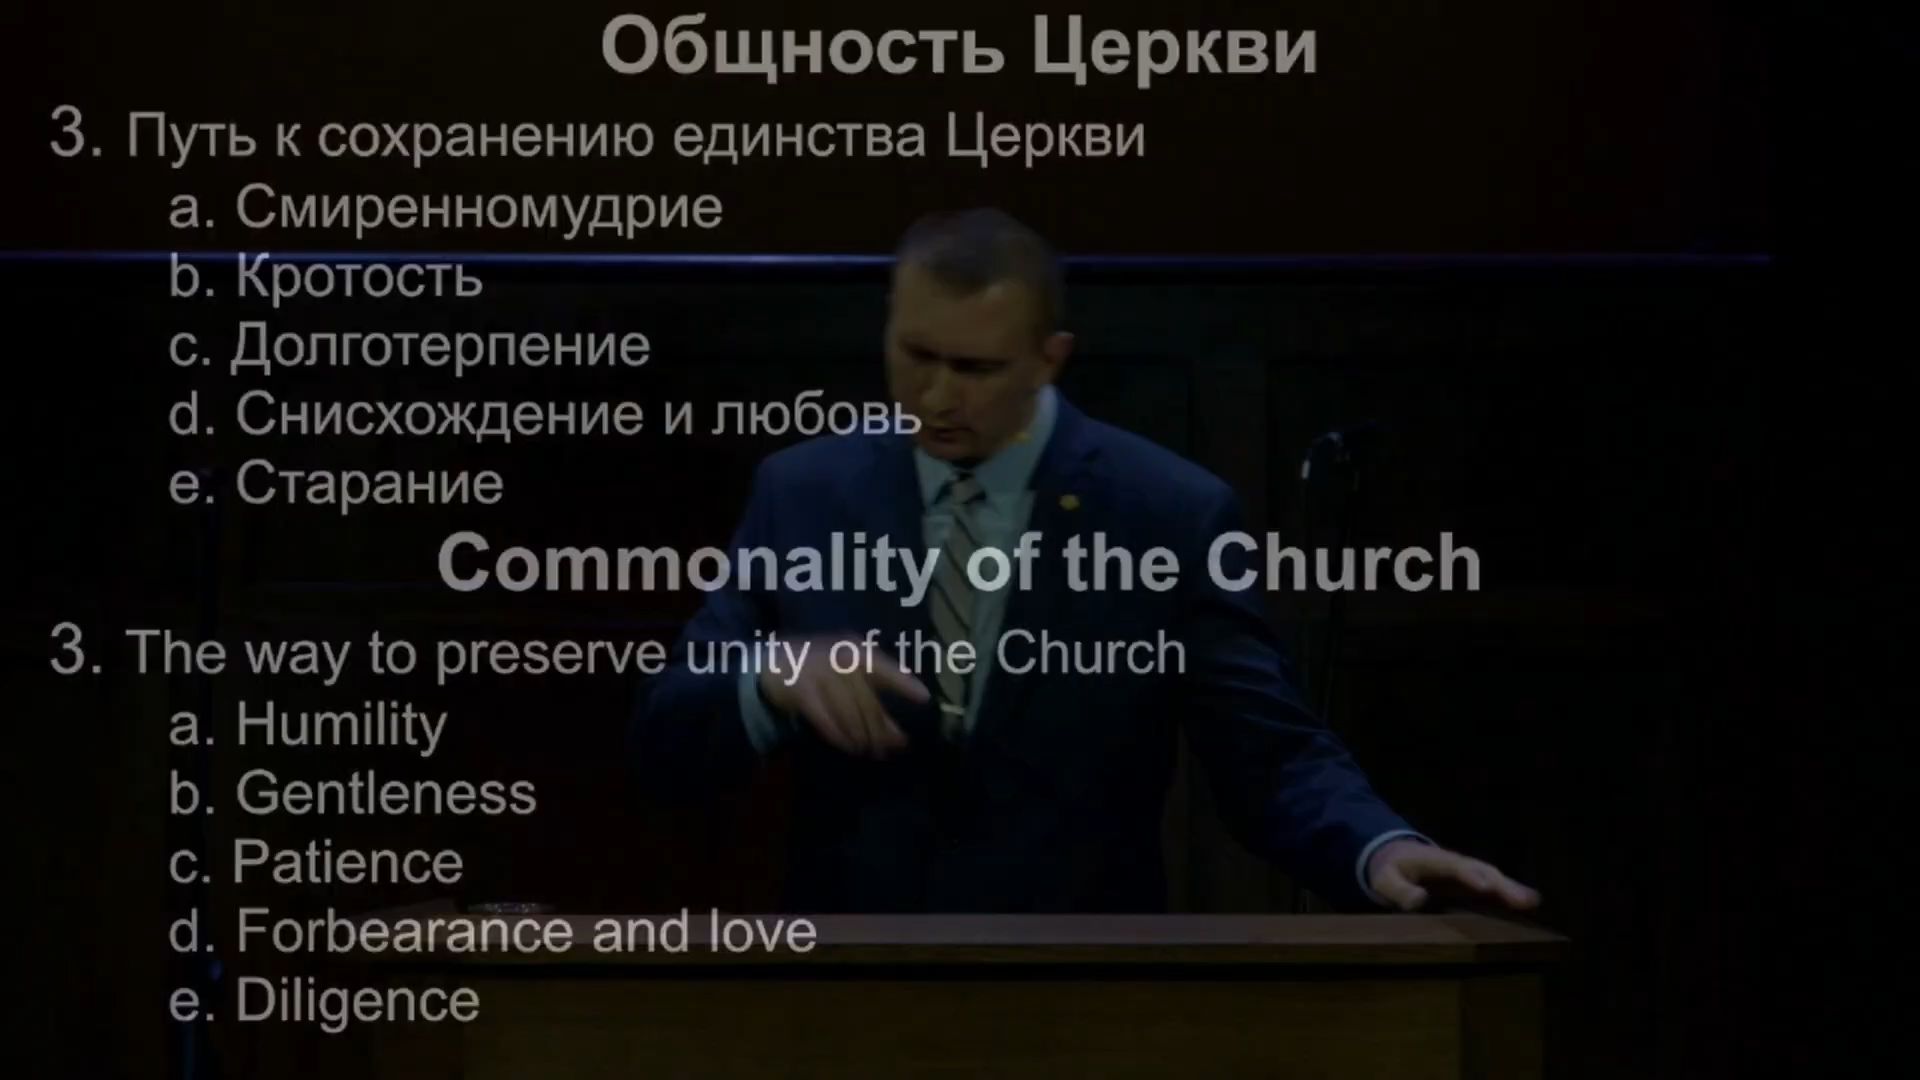 Общность Церкви
3. Путь к сохранению единства Церкви
a. Смиренномудрие
b. Кротость
c. Долготерпение
d. Снисхождение и любовь
e. Старание
Commonality of the Church
3. The way to preserve unity of the Church
a. Humility
b. Gentleness
c. Patience
d. Forbearance and love
e. Diligence